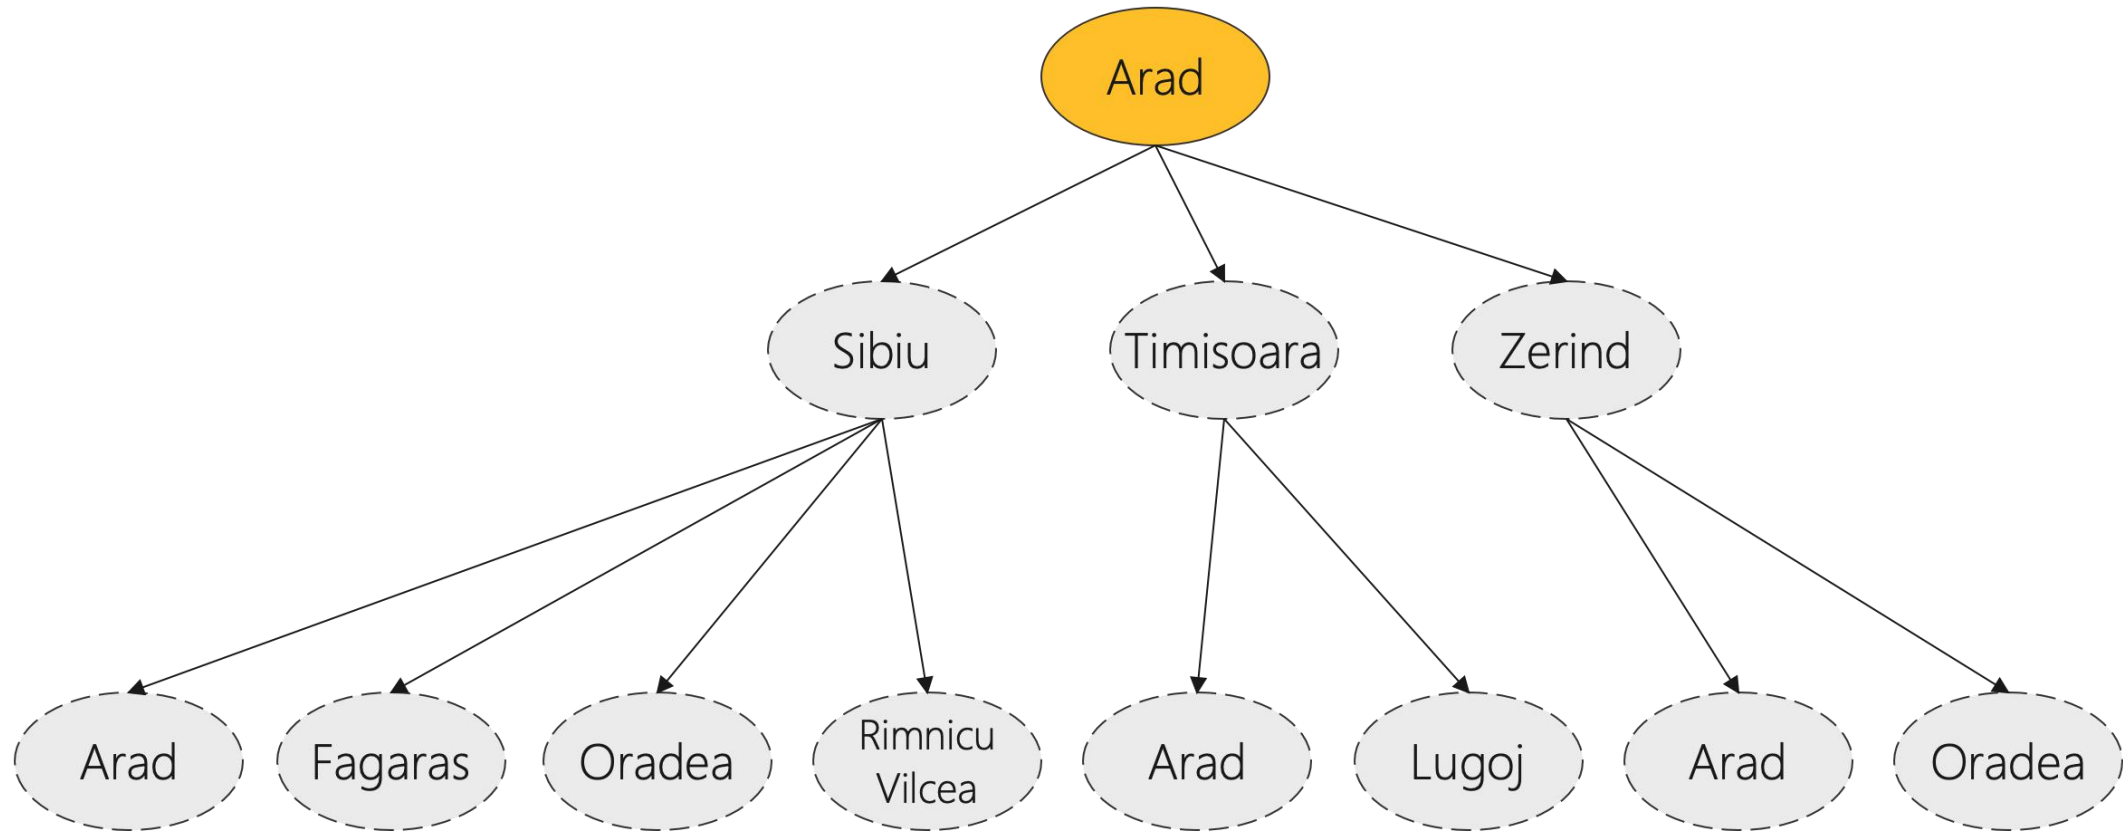 Arad
Sibiu
Timisoara
Zerind
Arad
Fagaras
Oradea
Rimnicu
Vilcea
Arad
Lugoj
Arad
Oradea